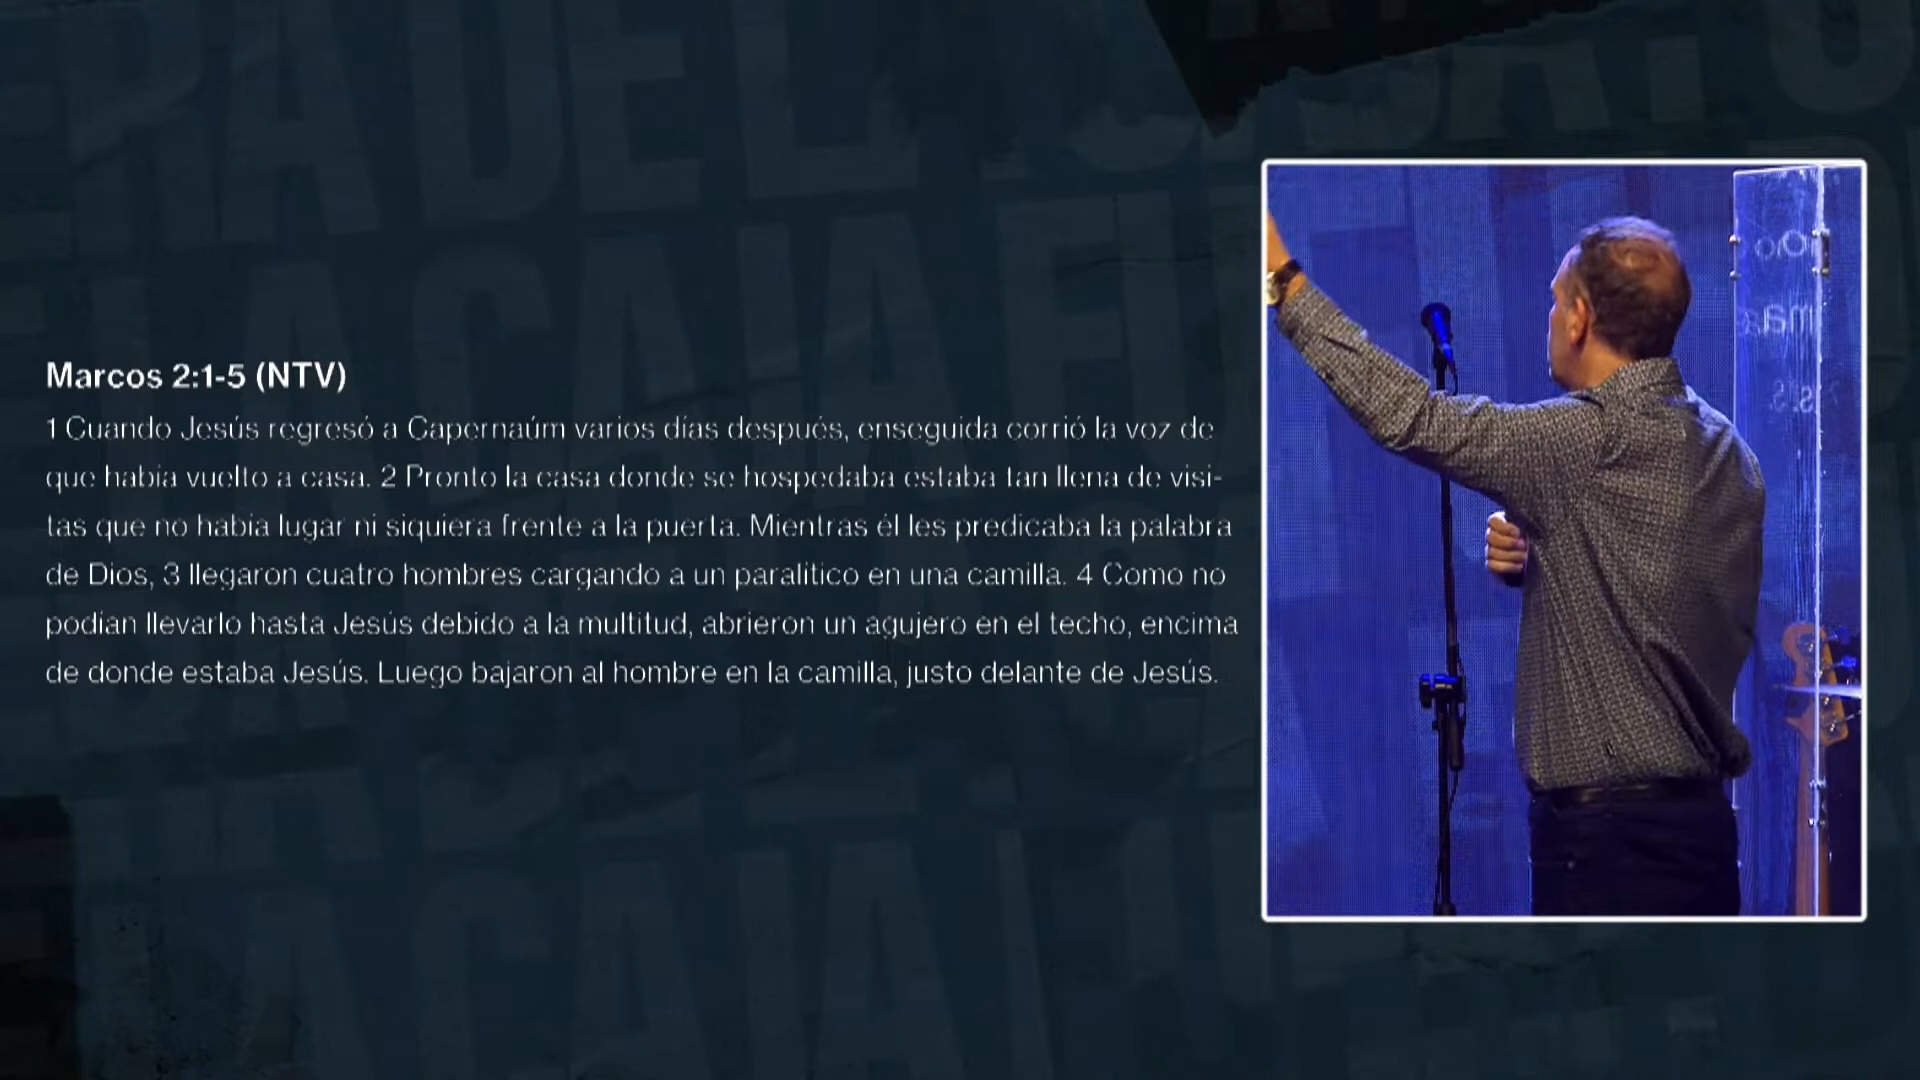 Marcos 2:1-5 (NTV)
1 Cuando Jesús regresó a Capernaúm varios días después, enseguida corrió la voz de
que había vuelto a casa. 2 Pronto la casa donde se hospedaba estaba tan llena de visi-
tas que no había lugar ni siquiera frente a la puerta. Mientras él les predicaba la palabra
de Dios, 3 llegaron cuatro hombres cargando a un paralítico en una camilla. 4 Como no
podían llevarlo hasta Jesús debido a la multitud, abrieron un agujero en el techo, encima
de donde estaba Jesús. Luego bajaron al hombre en la camilla, justo delante de Jesús.